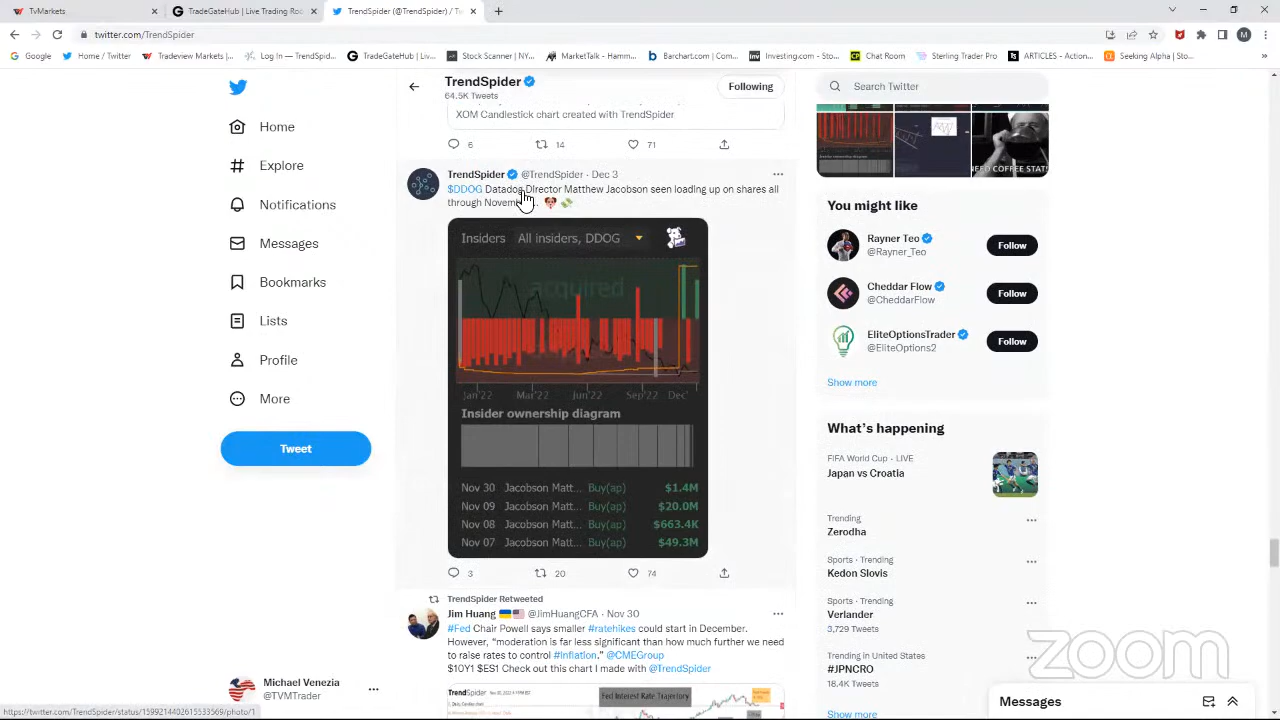 TvMarkets
TradeGateHub | Live Trading Roo
TrendSpider (@TrendSpider) / Tw
twitter.com/TrendSpider
M
Google
Home / Twitter
Tradeview Markets |...
Log In — TrendSpid...
TradeGateHub | Liv...
Stock Scanner | NY...
MarketTalk - Hamm...
Barchart.com | Com...
Investing.com - Sto...
Chat Room
Sterling Trader Pro
ARTICLES - Action...
Seeking Alpha | Sto...
Home
Explore
Notifications
Messages
Bookmarks
Lists
Profile
More
Tweet
Michael Venezia
@TVMTrader
TrendSpider
64.5K Tweets
Following
XOM Candlestick chart created with TrendSpider
6
14
71
TrendSpider @TrendSpider · Dec 3
$DDOG Datadog Director Matthew Jacobson seen loading up on shares all
through November...
Insiders All insiders, DDOG
acquired
Jan'22 Mar'22 Jun'22 Sep'22 Dec'
Insider ownership diagram
Nov 30 Jacobson Matt... Buy(ap) $1.4M
Nov 09 Jacobson Matt... Buy(ap) $20.0M
Nov 08 Jacobson Matt... Buy(ap) $663.4K
Nov 07 Jacobson Matt... Buy(ap) $49.3M
3
20
74
TrendSpider Retweeted
Jim Huang @JimHuangCFA · Nov 30
#Fed Chair Powell says smaller #ratehikes could start in December.
However, “moderation is far less significant than how much further we need
to raise rates to control #inflation.” @CMEGroup
$10Y1 $ES1 Check out this chart I made with @TrendSpider
TrendSpider
Fed Interest Rate Trajectory
Search Twitter
NEED COFFEE STAT!
You might like
Rayner Teo
@Rayner_Teo
Follow
Cheddar Flow
@CheddarFlow
Follow
EliteOptionsTrader
@EliteOptions2
Follow
Show more
What’s happening
FIFA World Cup · LIVE
Japan vs Croatia
Trending
Zerodha
Sports · Trending
Kedon Slovis
Sports · Trending
Verlander
3,729 Tweets
Trending in United States
#JPNCRO
18.4K Tweets
Show more
Messages
zoom